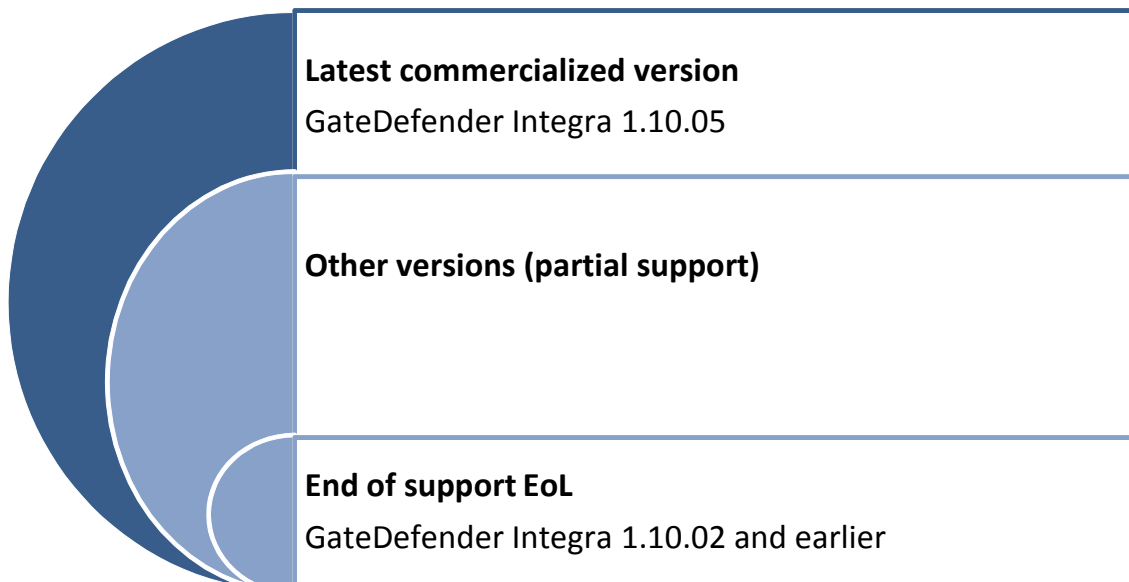 Latest commercialized version
GateDefender Integra 1.10.05
Other versions (partial support)
End of support EoL
GateDefender Integra 1.10.02 and earlier